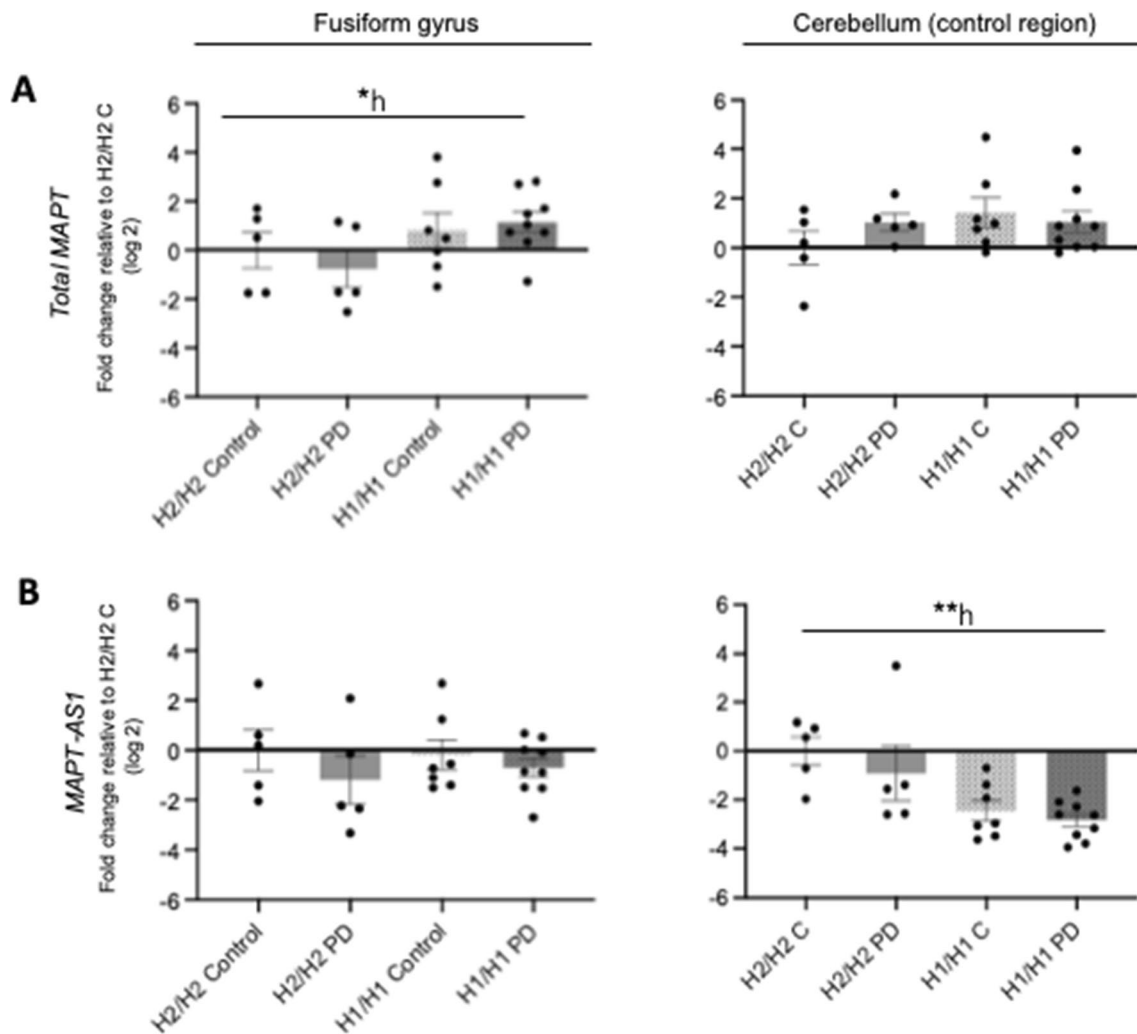 Fusiform gyrus
Cerebellum (control region)
A
Total MAPT
Fold change relative to H2/H2 C
(log 2)
6
4
2
0
-2
-4
-6
*h
H2/H2 Control
H2/H2 PD
H1/H1 Control
H1/H1 PD
6
4
2
0
-2
-4
-6
H2/H2 C
H2/H2 PD
H1/H1 C
H1/H1 PD
B
MAPT-AS1
Fold change relative to H2/H2 C
(log 2)
6
4
2
0
-2
-4
-6
H2/H2 Control
H2/H2 PD
H1/H1 Control
H1/H1 PD
6
4
2
0
-2
-4
-6
**h
H2/H2 C
H2/H2 PD
H1/H1 C
H1/H1 PD